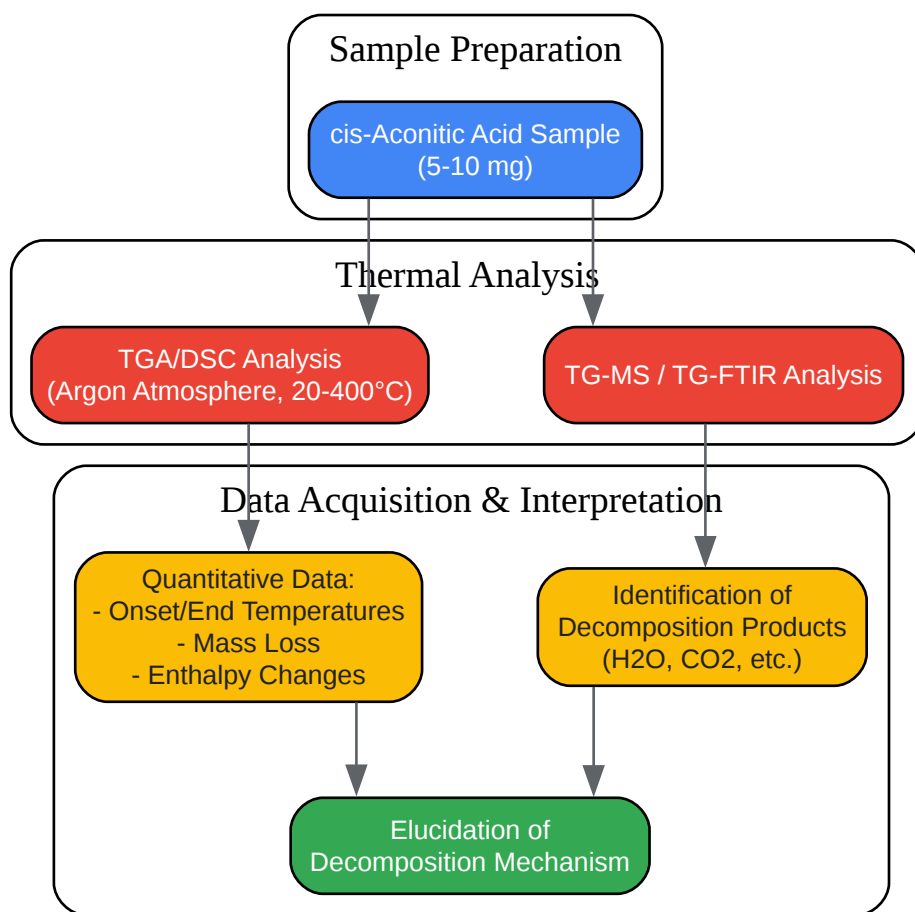 Sample Preparation
cis-Aconitic Acid Sample
(5-10 mg)
Thermal Analysis
TGA/DSC Analysis
(Argon Atmosphere, 20-400°C)
TG-MS / TG-FTIR Analysis
Data Acquisition & Interpretation
Quantitative Data:
- Onset/End Temperatures
- Mass Loss
- Enthalpy Changes
Identification of
Decomposition Products
(H2O, CO2, etc.)
Elucidation of
Decomposition Mechanism